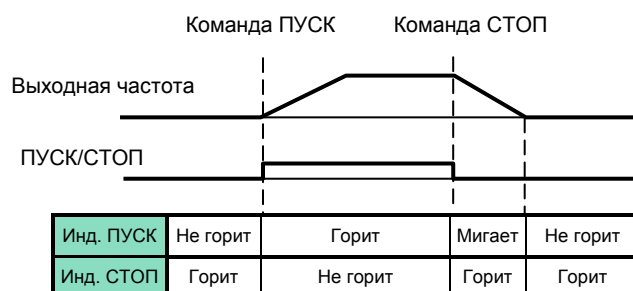 Команда ПУСК Команда СТОП
Выходная частота
ПУСК/СТОП
Инд. ПУСК Не горит Горит Мигает Не горит
Инд. СТОП Горит Не горит Горит Горит